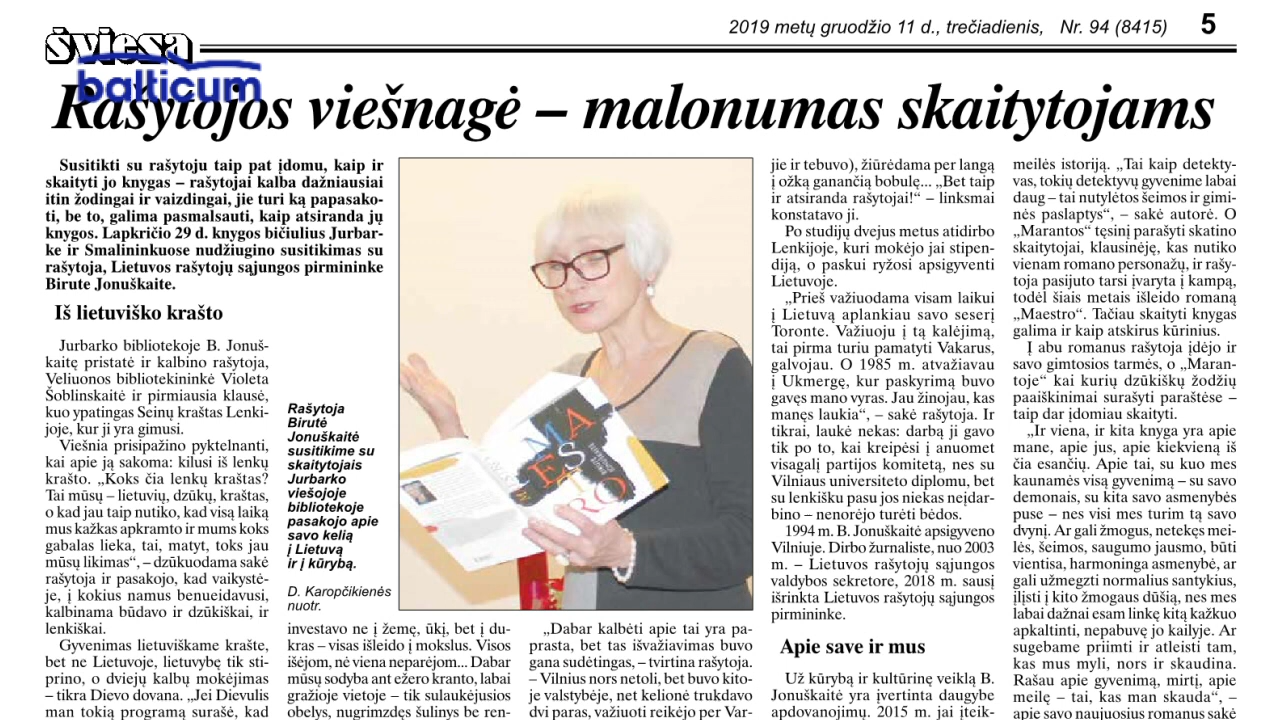 2019 metų gruodžio 11 d., trečiadienis, Nr. 94 (8415) 5
šviesa
balticum
Rašytojos viešnagė – malonumas skaitytojams
Susitikti su rašytoju taip pat įdomu, kaip ir
skaityti jo knygas – rašytojai kalba dažniausiai
itin žodingai ir vaizdingai, jie turi ką papasako-
ti, be to, galima pasmalsauti, kaip atsiranda jų
knygos. Lapkričio 29 d. knygos bičiulius Jurbar-
ke ir Smalininkuose nudžiugino susitikimas su
rašytoja, Lietuvos rašytojų sąjungos pirmininke
Birute Jonuškaite.
Iš lietuviško krašto
Jurbarko bibliotekoje B. Jonuš-
kaitę pristatė ir kalbino rašytoja,
Veliuonos bibliotekininkė Violeta
Šoblinskaitė ir pirmiausia klausė,
kuo ypatingas Seinų kraštas Lenki-
joje, kur ji yra gimusi.
Viešnia prisipažino pyktelnanti,
kai apie ją sakoma: kilusi iš lenkų
krašto. „Koks čia lenkų kraštas?
Tai mūsų – lietuvių, dzūkų, kraštas,
o kad jau taip nutiko, kad visą laiką
mus kažkas apkramto ir mums koks
gabalas lieka, tai, matyt, toks jau
mūsų likimas“, – dzūkuodama sakė
rašytoja ir pasakojo, kad vaikystė-
je, į kokius namus benueidavusi,
kalbinama būdavo ir dzūkiškai, ir
lenkiškai.
Gyvenimas lietuviškame krašte,
bet ne Lietuvoje, lietuvybę tik sti-
prino, o dviejų kalbų mokėjimas
– tikra Dievo dovana. „Jei Dievulis
man tokią programą surašė, kad
Rašytoja
Birutė
Jonuškaitė
susitikime su
skaitytojais
Jurbarko
viešojoje
bibliotekoje
pasakojo apie
savo kelią
į Lietuvą
ir į kūrybą.
D. Karopčikienės
nuotr.
MAESTRO
investavo ne į žemę, ūkį, bet į du-
kras – visas išleido į mokslus. Visos
išėjom, nė viena neparėjom... Dabar
mūsų sodyba ant ežero kranto, labai
gražioje vietoje – tik sulaukėjusios
obelys, nugrimzdęs šulinys be ren-
„Dabar kalbėti apie tai yra pa-
prasta, bet tas išvažiavimas buvo
gana sudėtingas, – tvirtina rašytoja.
– Vilnius nors netoli, bet buvo kito-
je valstybėje, net kelionė trukdavo
dvi paras, važiuoti reikėjo per Var-
jie ir tebuvo), žiūrėdama per langą
į ožką ganančią bobulę... „Bet taip
ir atsiranda rašytojai!“ – linksmai
konstatavo ji.
Po studijų dvejus metus atidirbo
Lenkijoje, kuri mokėjo jai stipen-
diją, o paskui ryžosi apsigyventi
Lietuvoje.
„Prieš važiuodama visam laikui
į Lietuvą aplankiau savo seserį
Toronte. Važiuoju į tą kalėjimą,
tai pirma turiu pamatyti Vakarus,
galvojau. O 1985 m. atvažiavau
į Ukmergę, kur paskyrimą buvo
gavęs mano vyras. Jau žinojau, kas
manęs laukia“, – sakė rašytoja. Ir
tikrai, laukė nekas: darbą ji gavo
tik po to, kai kreipėsi į anuomet
visagalį partijos komitetą, nes su
Vilniaus universiteto diplomu, bet
su lenkišku pasu jos niekas neįdar-
bino – nenorėjo turėti bėdos.
1994 m. B. Jonuškaitė apsigyveno
Vilniuje. Dirbo žurnaliste, nuo 2003
m. – Lietuvos rašytojų sąjungos
valdybos sekretore, 2018 m. sausį
išrinkta Lietuvos rašytojų sąjungos
pirmininke.
Apie save ir mus
Už kūrybą ir kultūrinę veiklą B.
Jonuškaitė yra įvertinta daugybe
apdovanojimų. 2015 m. jai įteik-
meilės istoriją. „Tai kaip detekty-
vas, tokių detektyvų gyvenime labai
daug – tai nutylėtos šeimos ir gimi-
nės paslaptys“, – sakė autorė. O
„Marantos“ tęsinį parašyti skatino
skaitytojai, klausinėję, kas nutiko
vienam romano personažų, ir rašy-
toja pasijuto tarsi įvaryta į kampą,
todėl šiais metais išleido romaną
„Maestro“. Tačiau skaityti knygas
galima ir kaip atskirus kūrinius.
Į abu romanus rašytoja įdėjo ir
savo gimtosios tarmės, o „Maran-
toje“ kai kurių dzūkiškų žodžių
paaiškinimai surašyti paraštėse –
taip dar įdomiau skaityti.
„Ir viena, ir kita knyga yra apie
mane, apie jus, apie kiekvieną iš
čia esančių. Apie tai, su kuo mes
kaunamės visą gyvenimą – su savo
demonais, su kita savo asmenybės
puse – nes visi mes turim tą savo
dvynį. Ar gali žmogus, netekęs mei-
lės, šeimos, saugumo jausmo, būti
vientisa, harmoninga asmenybė, ar
gali užmegzti normalius santykius,
įlįsti į kito žmogaus dūšią, nes mes
labai dažnai esam linkę kitą kažkuo
apkaltinti, nepabuvę jo kailyje. Ar
sugebame priimti ir atleisti tam,
kas mus myli, nors ir skaudina.
Rašau apie gyvenimą, mirtį, apie
meilę – tai, kas man skauda“, –
apie savo naujuosius romanus sakė